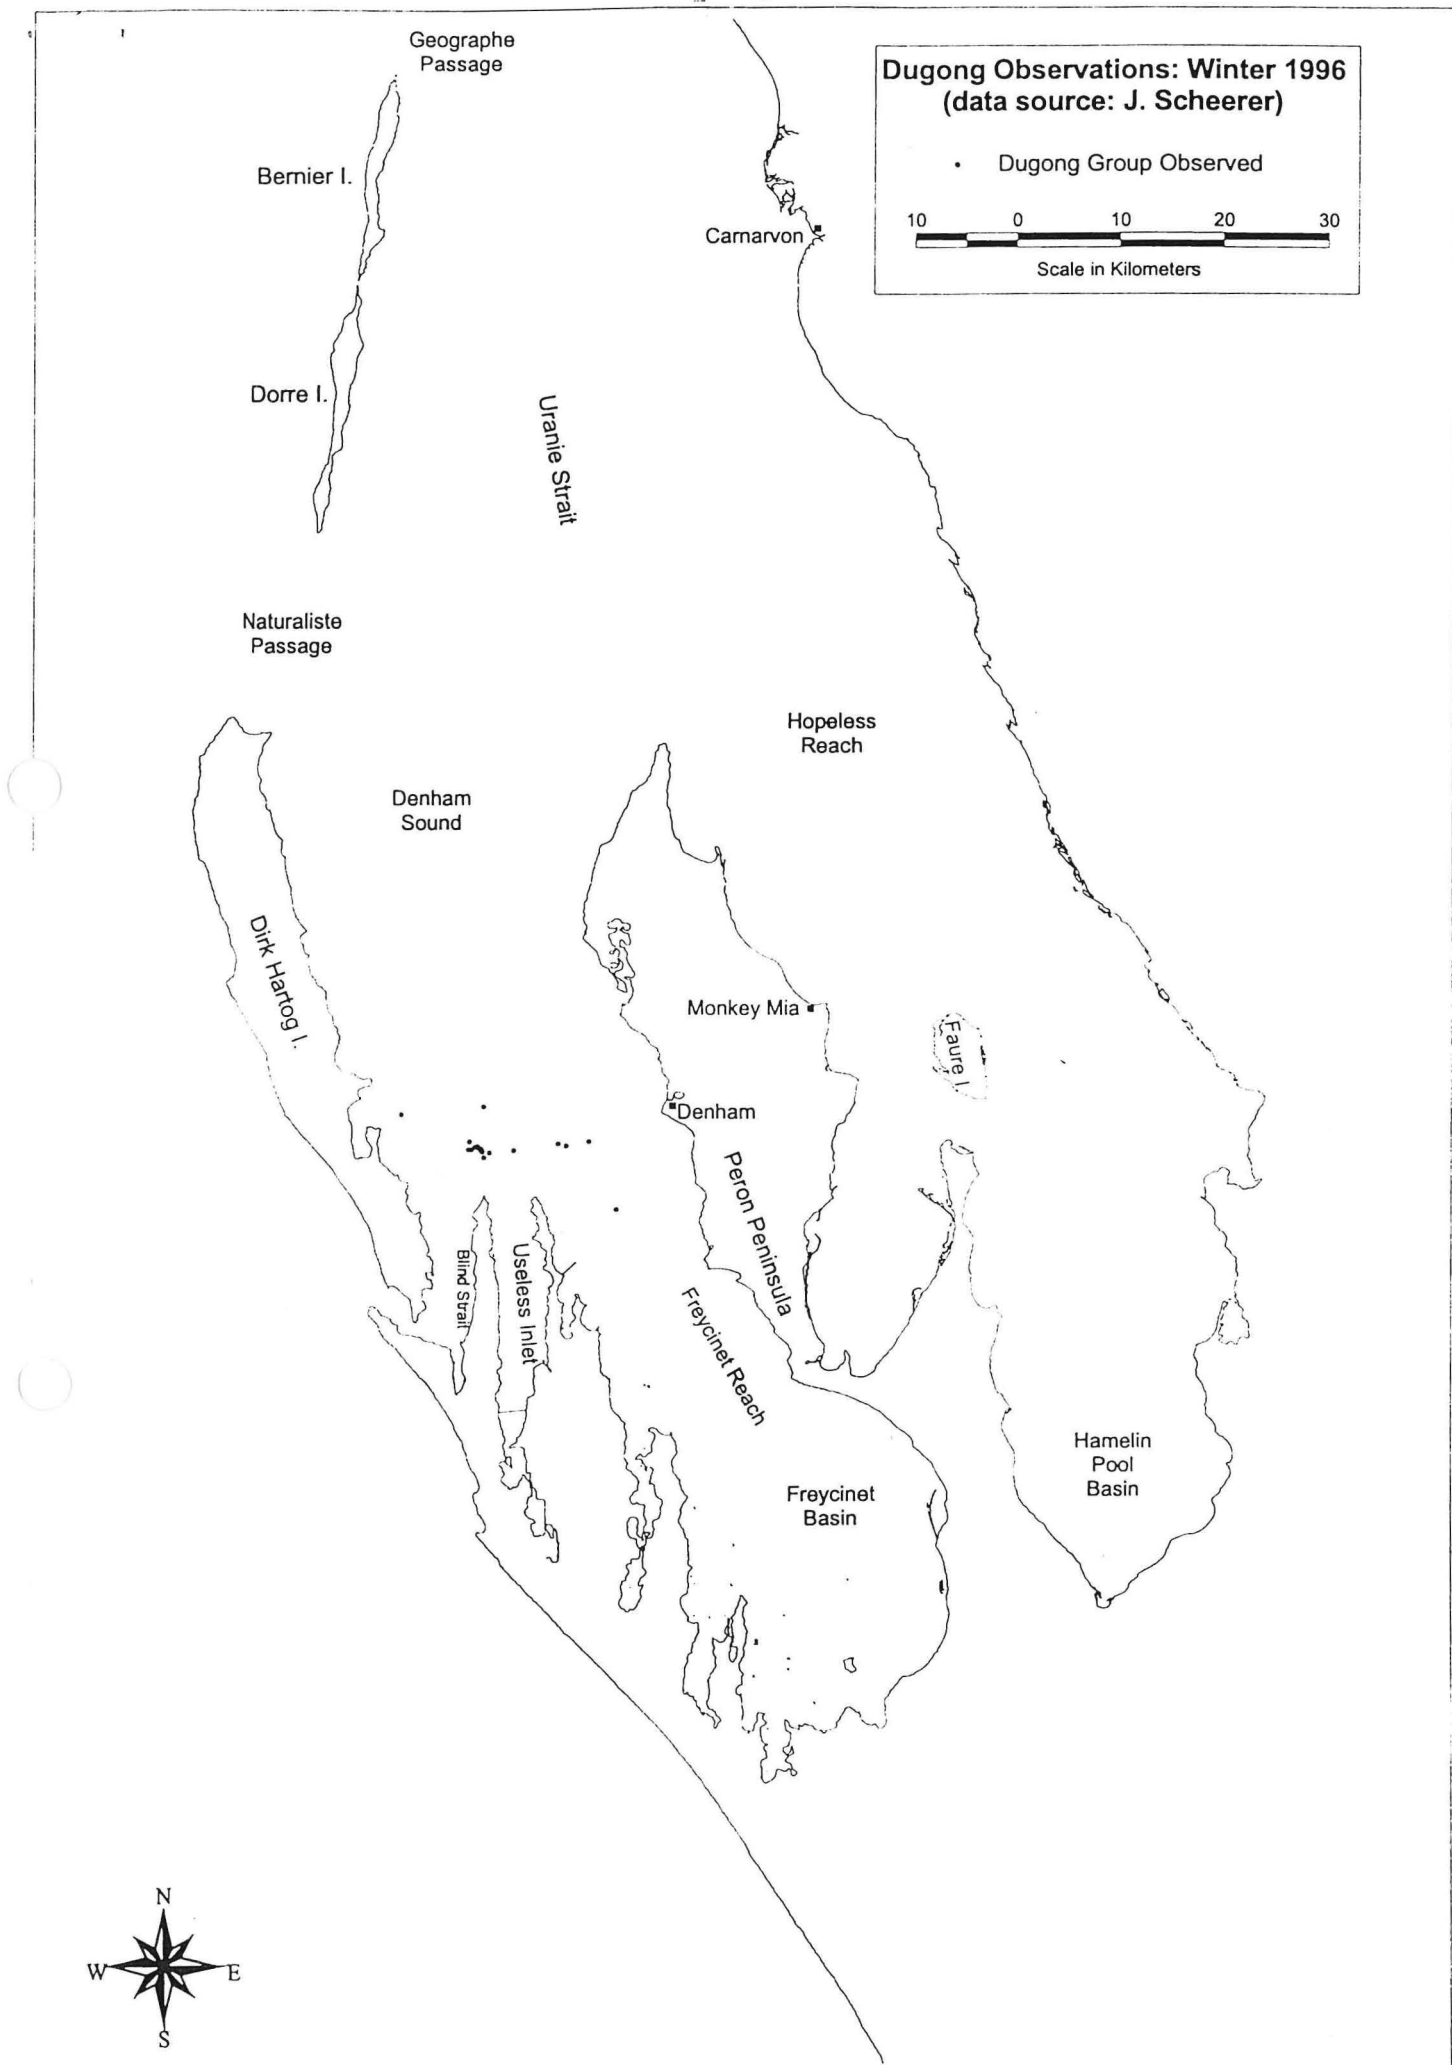 Geographe
Passage
Dugong Observations: Winter 1996
(data source: J. Scheerer)
Dugong Group Observed
10 0 10 20 30
Scale in Kilometers
Bernier I.
Carnarvon
Dorre I.
Uranie Strait
Naturaliste
Passage
Hopeless
Reach
Denham
Sound
Dirk Hartog I.
Monkey Mia
Faure I.
Denham
Peron Peninsula
Blind Strait
Useless Inlet
Freycinet Reach
Hamelin
Pool
Basin
Freycinet
Basin
N
W E
S